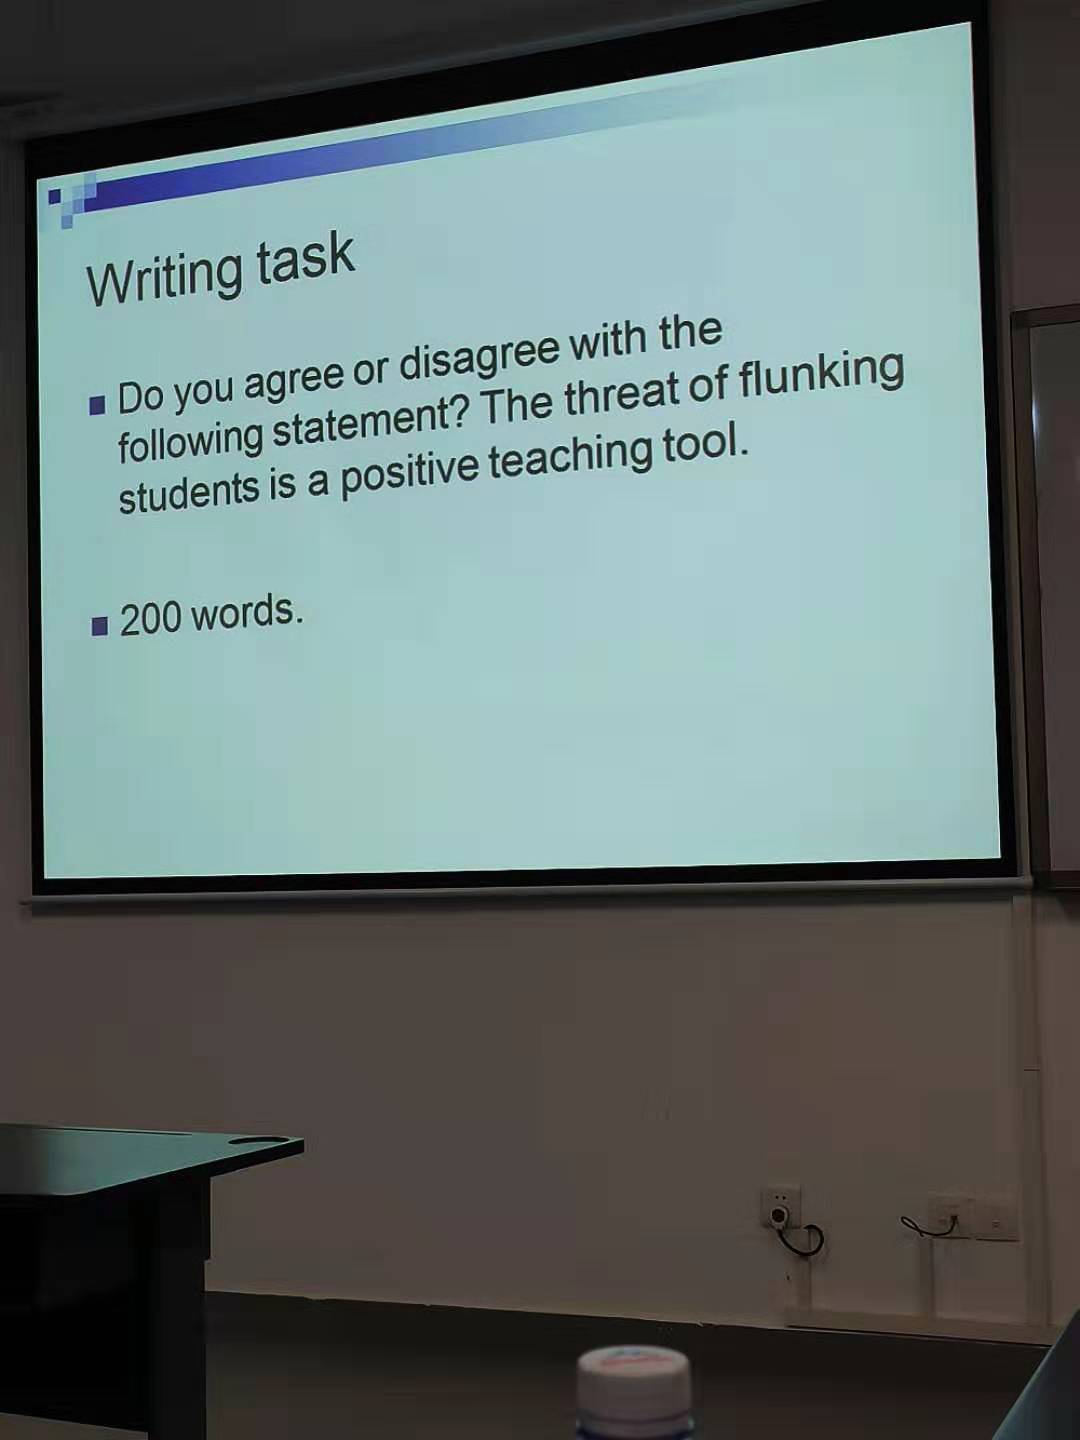 Writing task
Do you agree or disagree with the
following statement? The threat of flunking
students is a positive teaching tool.
200 words.